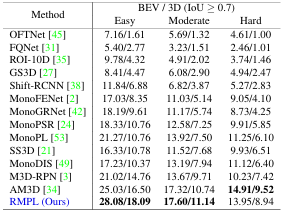 Method BEV / 3D (IoU ≥ 0.7)
Easy Moderate Hard
OFTNet [45] 7.16/1.61 5.69/1.32 4.61/1.00
FQNet [31] 5.40/2.77 3.23/1.51 2.46/1.01
ROI-10D [35] 9.78/4.32 4.91/2.02 3.74/1.46
GS3D [27] 8.41/4.47 6.08/2.90 4.94/2.47
Shift-RCNN [38] 11.84/6.88 6.82/3.87 5.27/2.83
MonoFENet [2] 17.03/8.35 11.03/5.14 9.05/4.10
MonoGRNet [42] 18.19/9.61 11.17/5.74 8.73/4.25
MonoPSR [24] 18.33/10.76 12.58/7.25 9.91/5.85
MonoPL [53] 21.27/10.76 13.92/7.50 11.25/6.10
SS3D [21] 16.33/10.78 11.52/7.68 9.93/6.51
MonoDIS [49] 17.23/10.37 13.19/7.94 11.12/6.40
M3D-RPN [3] 21.02/14.76 13.67/9.71 10.23/7.42
AM3D [34] 25.03/16.50 17.32/10.74 14.91/9.52
RMPL (Ours) 28.08/18.09 17.60/11.14 13.95/8.94